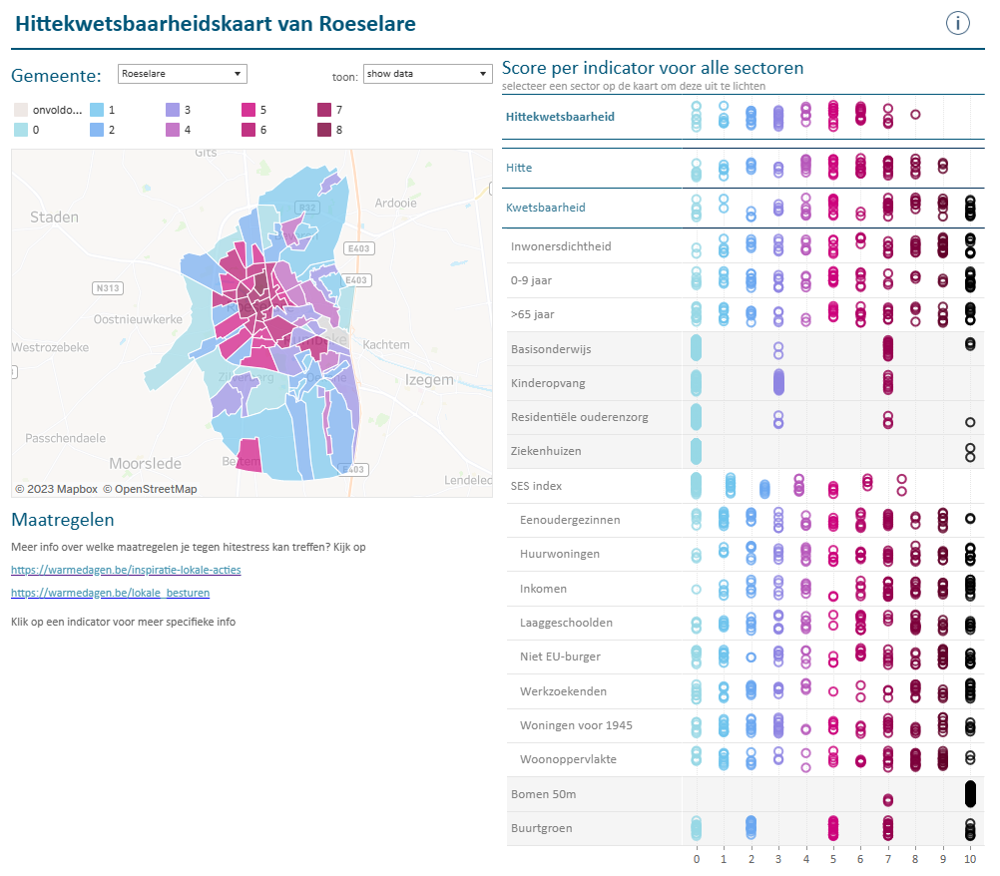 Hittekwetsbaarheidskaart van Roeselare
i
Gemeente:
Roeselare
toon:
show data
onvoldo...
1
3
5
7
0
2
4
6
8
Gits
Staden
Ardooie
R32
E403
E403
N313
Oostnieuwkerke
Westrozebeke
Kachtem
Izegem
Passchendaele
Moorslede
E403
Lendeled
© 2023 Mapbox © OpenStreetMap
Maatregelen
Meer info over welke maatregelen je tegen hitestress kan treffen? Kijk op
https://warmedagen.be/inspiratie-lokale-acties
https://warmedagen.be/lokale_besturen
Klik op een indicator voor meer specifieke info
Score per indicator voor alle sectoren
selecteer een sector op de kaart om deze uit te lichten
Hittekwetsbaarheid
Hitte
Kwetsbaarheid
Inwonersdichtheid
0-9 jaar
>65 jaar
Basisonderwijs
Kinderopvang
Residentiële ouderenzorg
Ziekenhuizen
SES index
Eenoudergezinnen
Huurwoningen
Inkomen
Laaggeschoolden
Niet EU-burger
Werkzoekenden
Woningen voor 1945
Woonoppervlakte
Bomen 50m
Buurtgroen
0 1 2 3 4 5 6 7 8 9 10